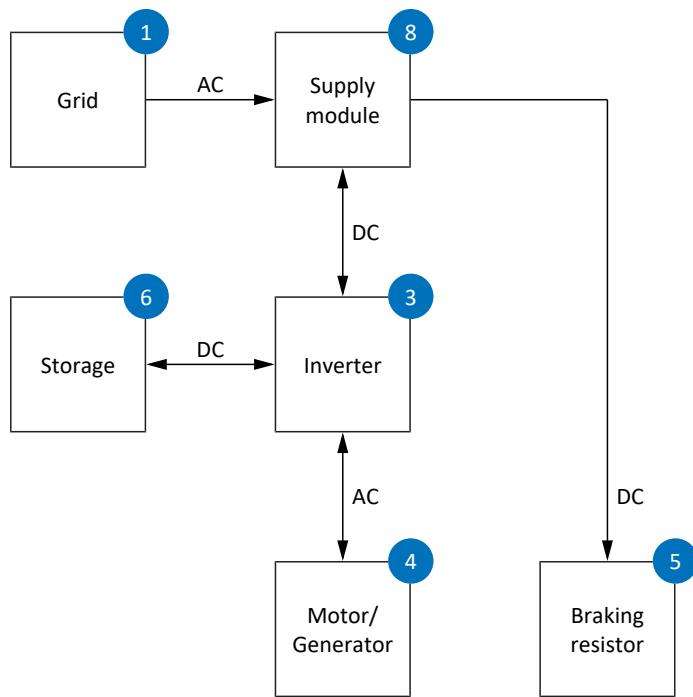 1
8
Grid
AC
Supply
module
DC
6
3
Storage
DC
Inverter
AC
DC
4
5
Motor/
Generator
Braking
resistor